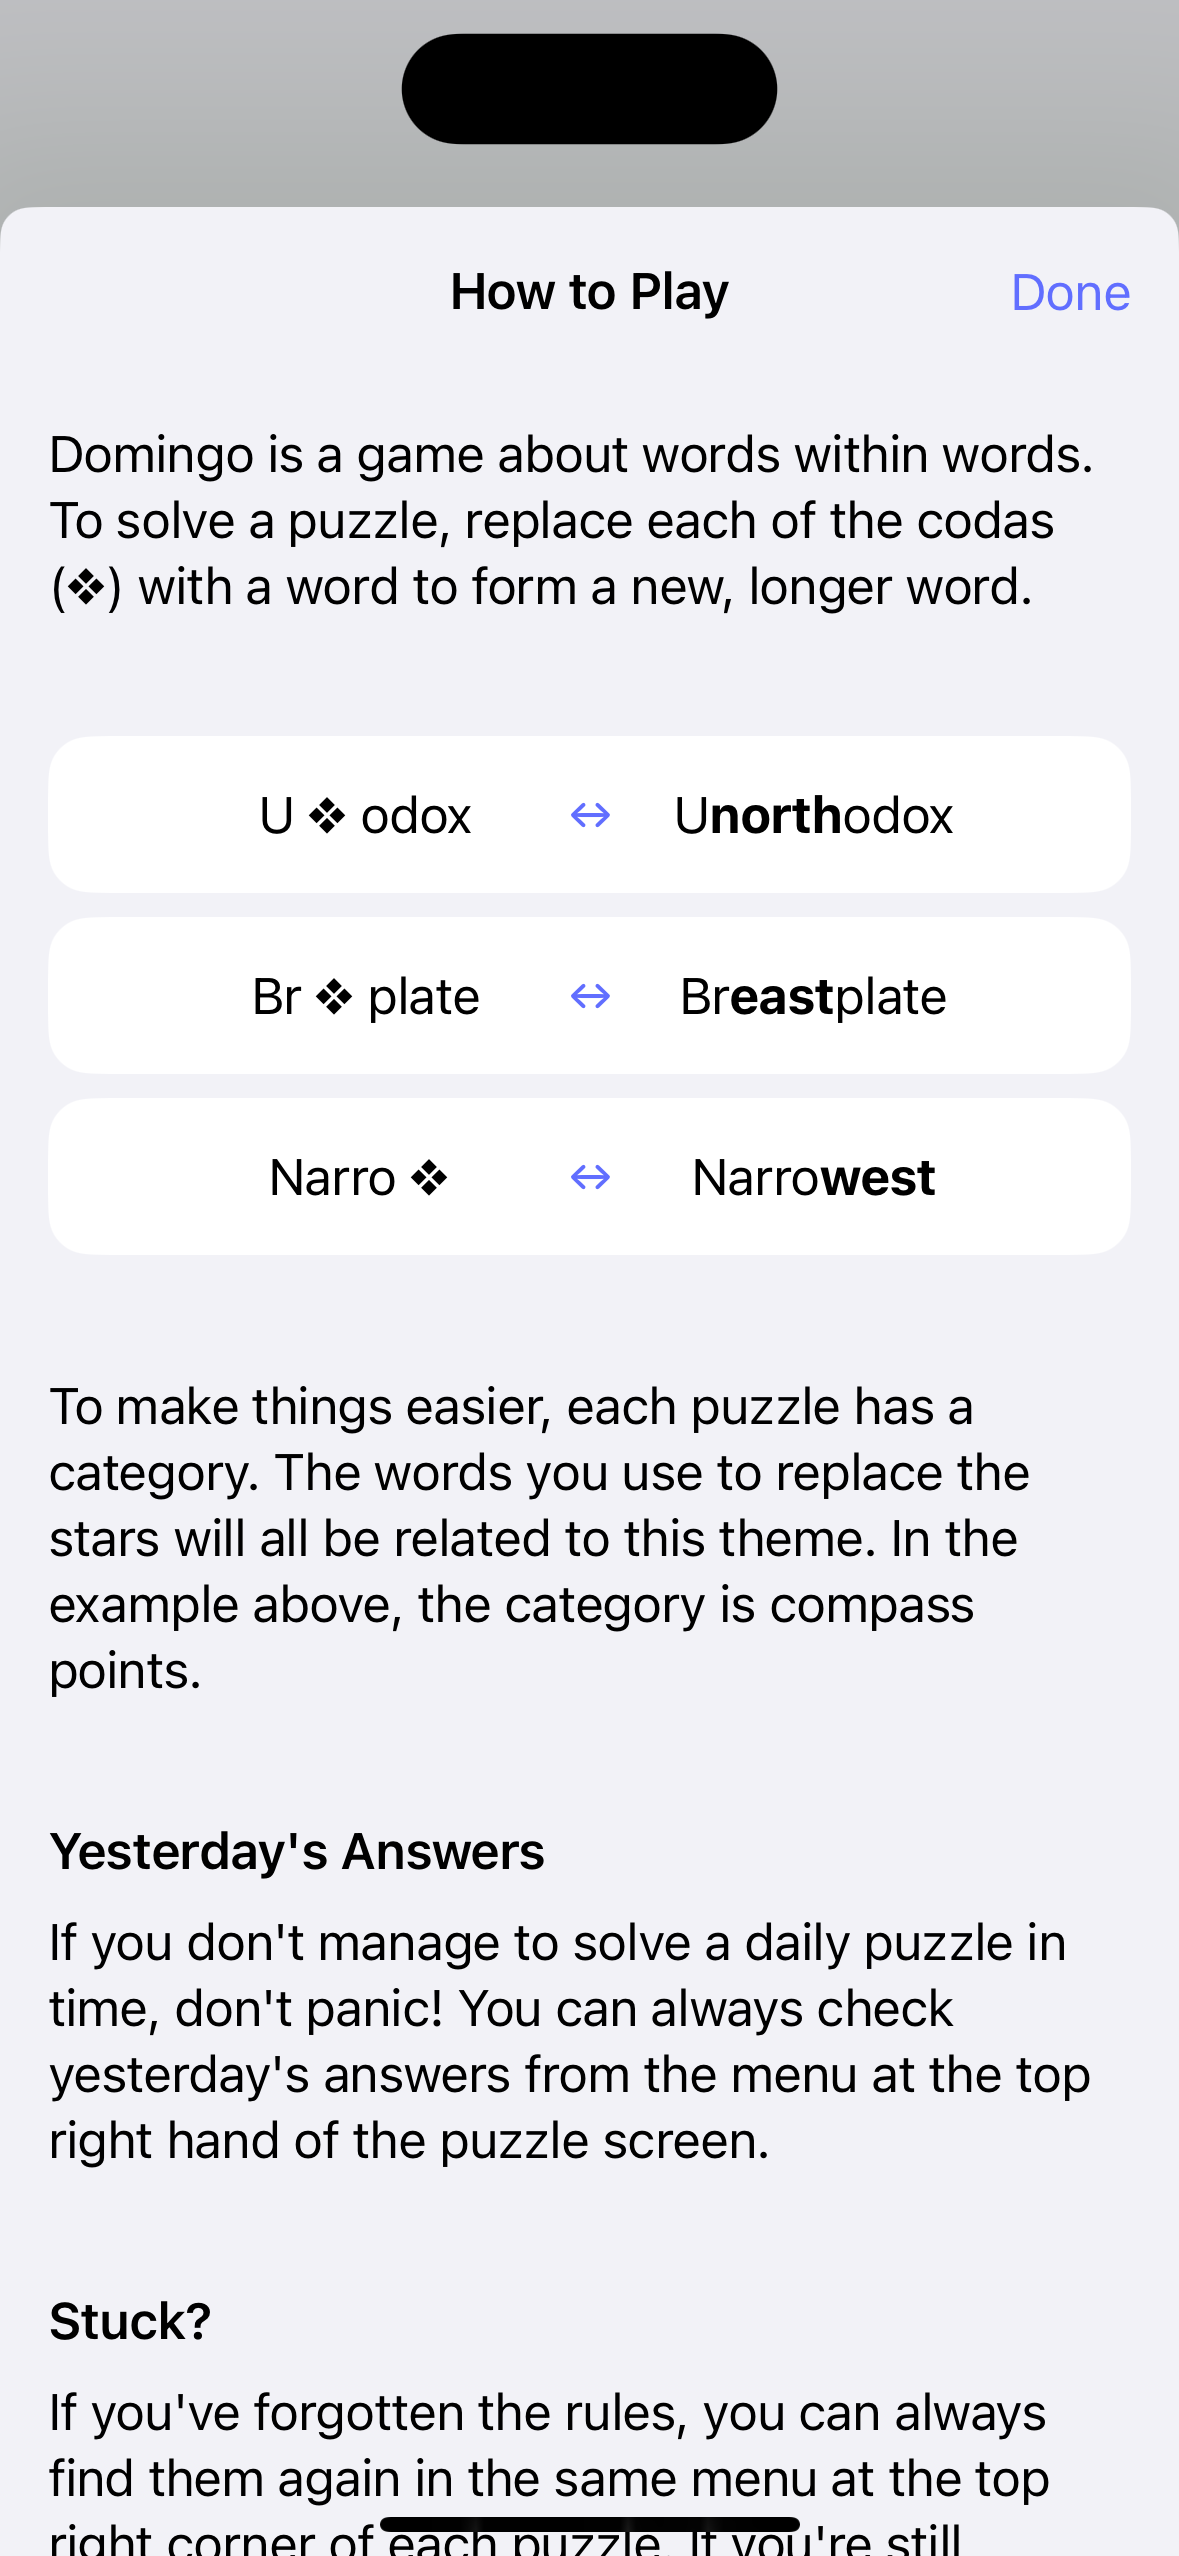 How to Play
Done
Domingo is a game about words within words.
To solve a puzzle, replace each of the codas
(❖) with a word to form a new, longer word.
U ❖ odox ↔ Unorthodox
Br ❖ plate ↔ Breastplate
Narro ❖ ↔ Narrowest
To make things easier, each puzzle has a
category. The words you use to replace the
stars will all be related to this theme. In the
example above, the category is compass
points.
Yesterday's Answers
If you don't manage to solve a daily puzzle in
time, don't panic! You can always check
yesterday's answers from the menu at the top
right hand of the puzzle screen.
Stuck?
If you've forgotten the rules, you can always
find them again in the same menu at the top
right corner of each puzzle. If you're still